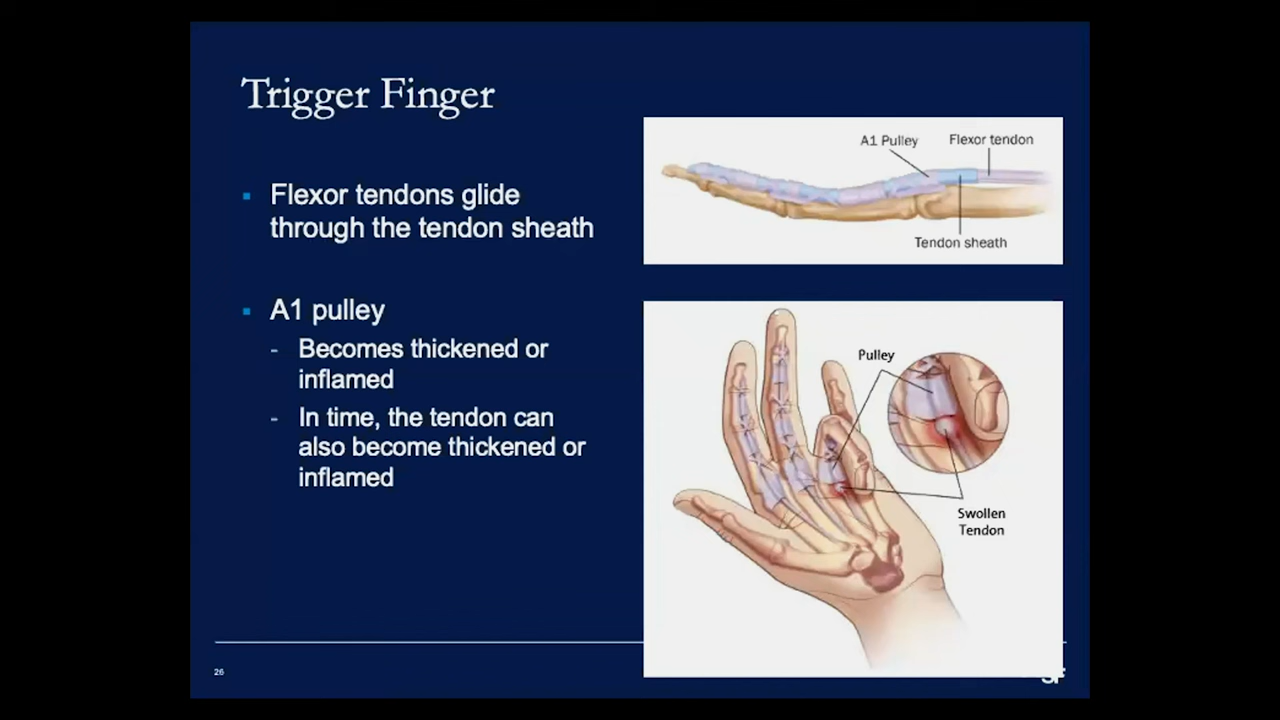 Trigger Finger
▪ Flexor tendons glide
through the tendon sheath
▪ A1 pulley
- Becomes thickened or
inflamed
- In time, the tendon can
also become thickened or
inflamed
A1 Pulley Flexor tendon
Tendon sheath
Pulley
Swollen
Tendon
26